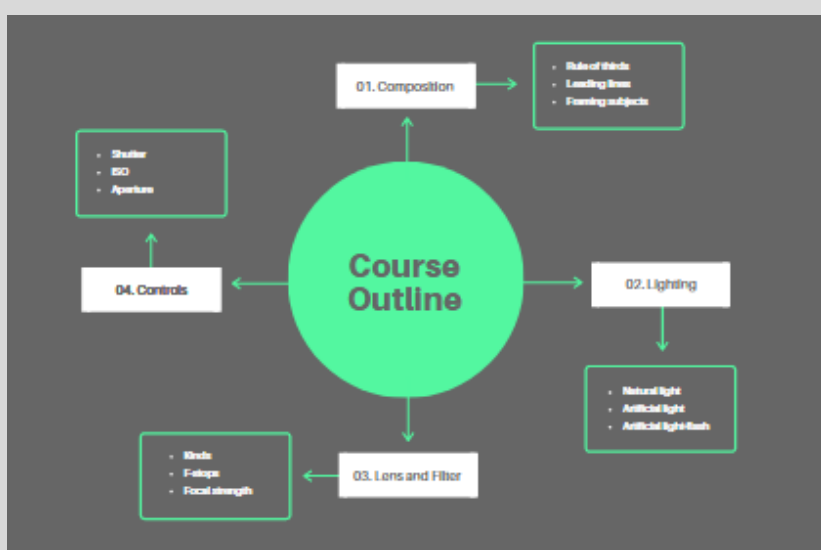 Course
Outline
01. Composition
Rule of thirds
Leading lines
Framing subjects
02. Lighting
Natural light
Artificial light
Artificial light-flash
03. Lens and Filter
Kinds
F-stops
Focal strength
04. Controls
Shutter
ISO
Aperture